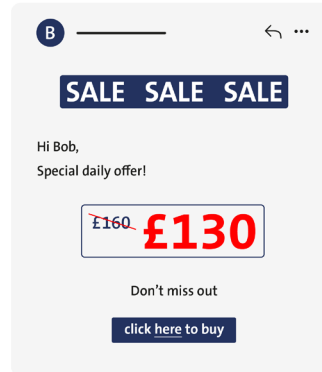 B
SALE SALE SALE
Hi Bob,
Special daily offer!
£160 £130
Don't miss out
click here to buy